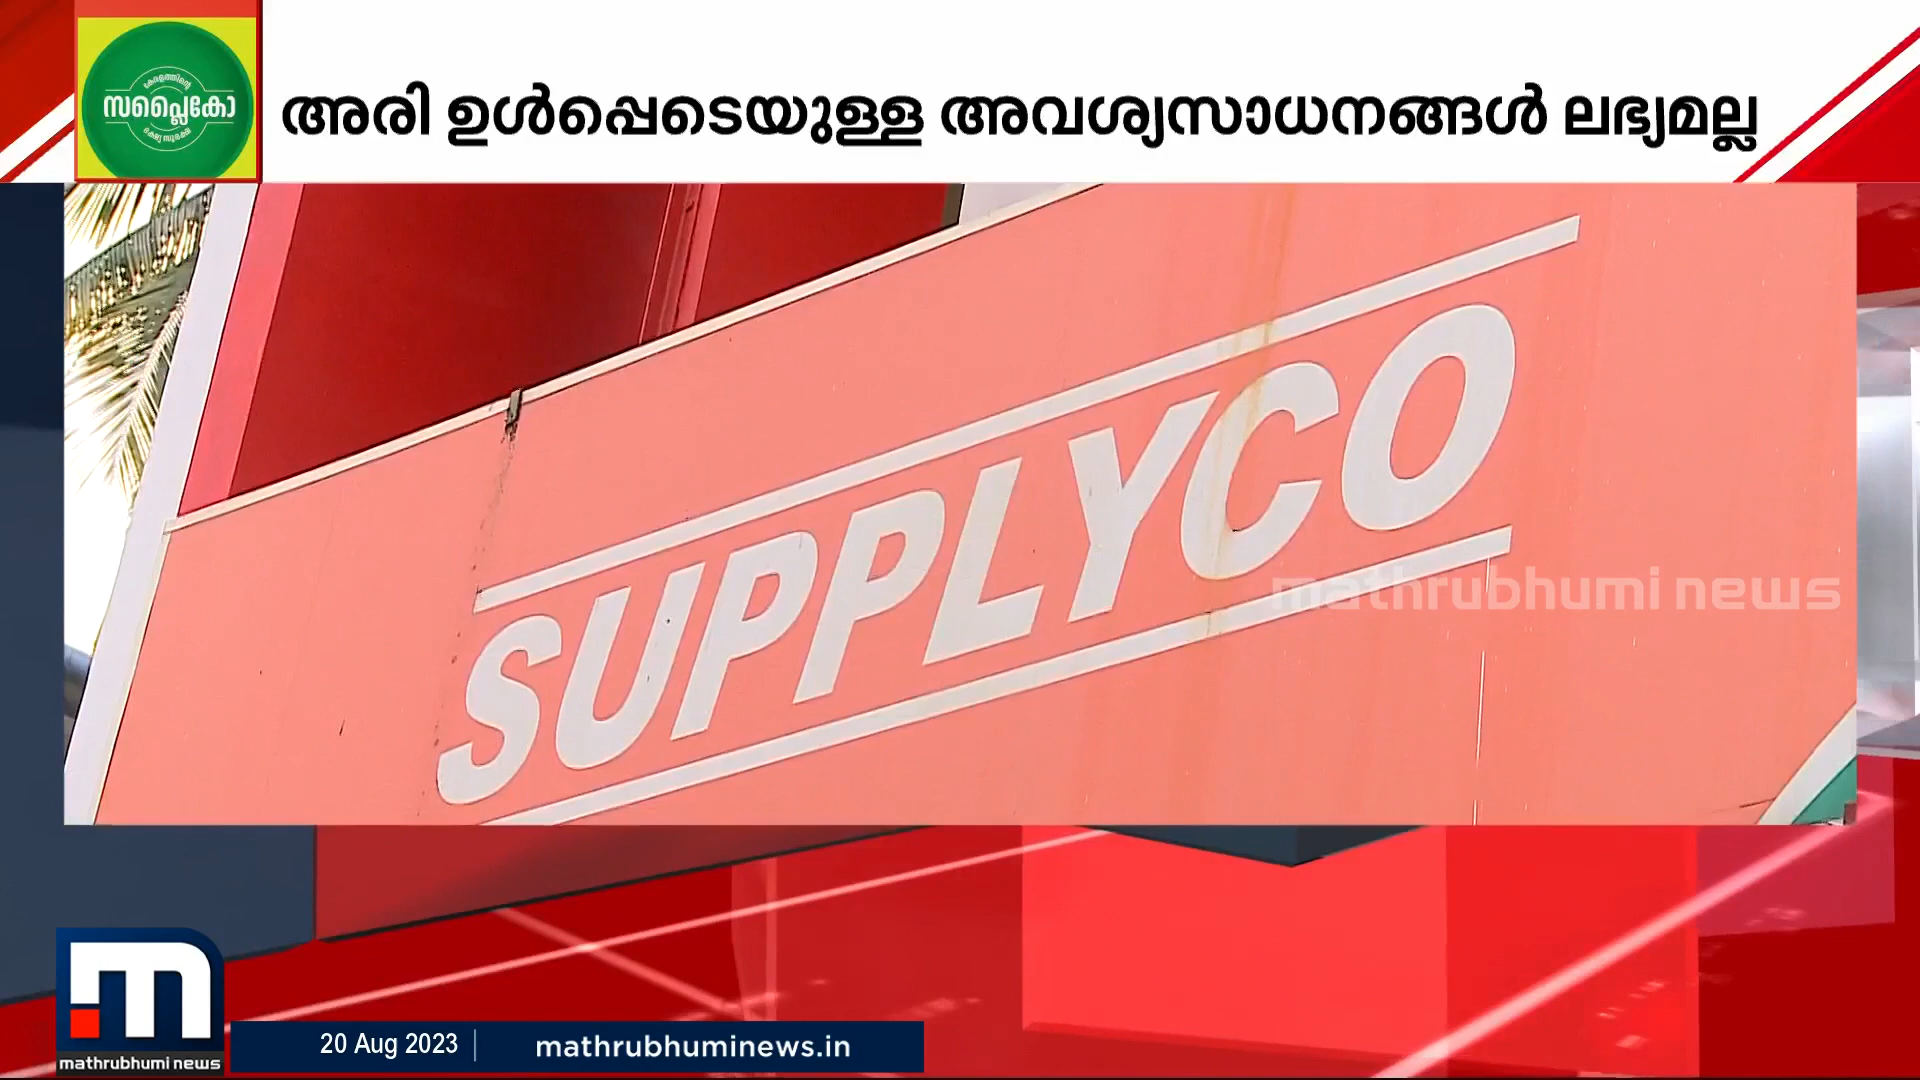 കേരളത്തിന്റെ
സപ്ലൈകോ
അരി ഉൾപ്പെടെയുള്ള അവശ്യസാധനങ്ങൾ ലഭ്യമല്ല
SUPPLYCO
mathrubhumi news
m
mathrubhumi news
20 Aug 2023
mathrubhuminews.in